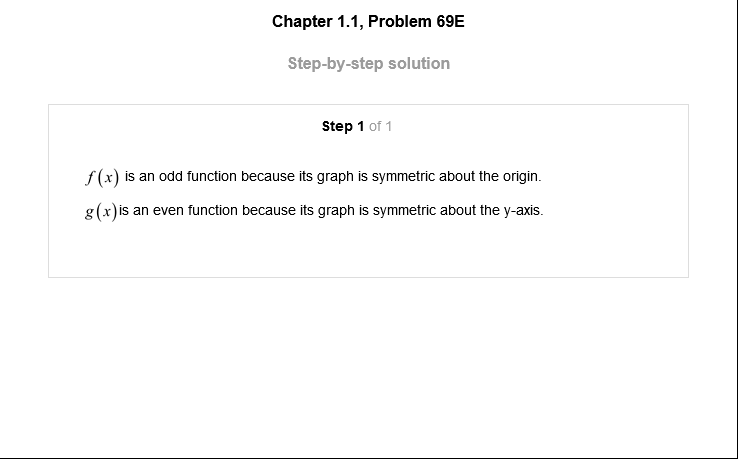 Chapter 1.1, Problem 69E
Step-by-step solution
Step 1 of 1
f(x) is an odd function because its graph is symmetric about the origin.
g(x)is an even function because its graph is symmetric about the y-axis.